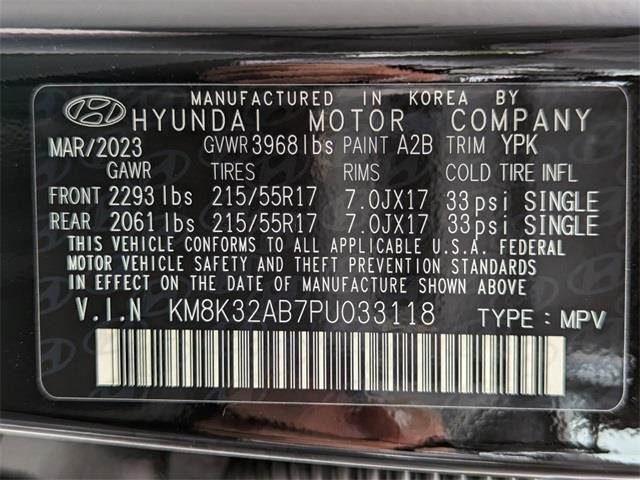 MANUFACTURED IN KOREA BY
HYUNDAI MOTOR COMPANY
MAR/2023 GVWR 3968 lbs PAINT A2B TRIM YPK
GAWR TIRES RIMS COLD TIRE INFL
FRONT 2293 lbs 215/55R17 7.0JX17 33 psi SINGLE
REAR 2061 lbs 215/55R17 7.0JX17 33 psi SINGLE
THIS VEHICLE CONFORMS TO ALL APPLICABLE U.S.A. FEDERAL
MOTOR VEHICLE SAFETY AND THEFT PREVENTION STANDARDS
IN EFFECT ON THE DATE OF MANUFACTURE SHOWN ABOVE
V.I.N KM8K32AB7PU033118 TYPE: MPV